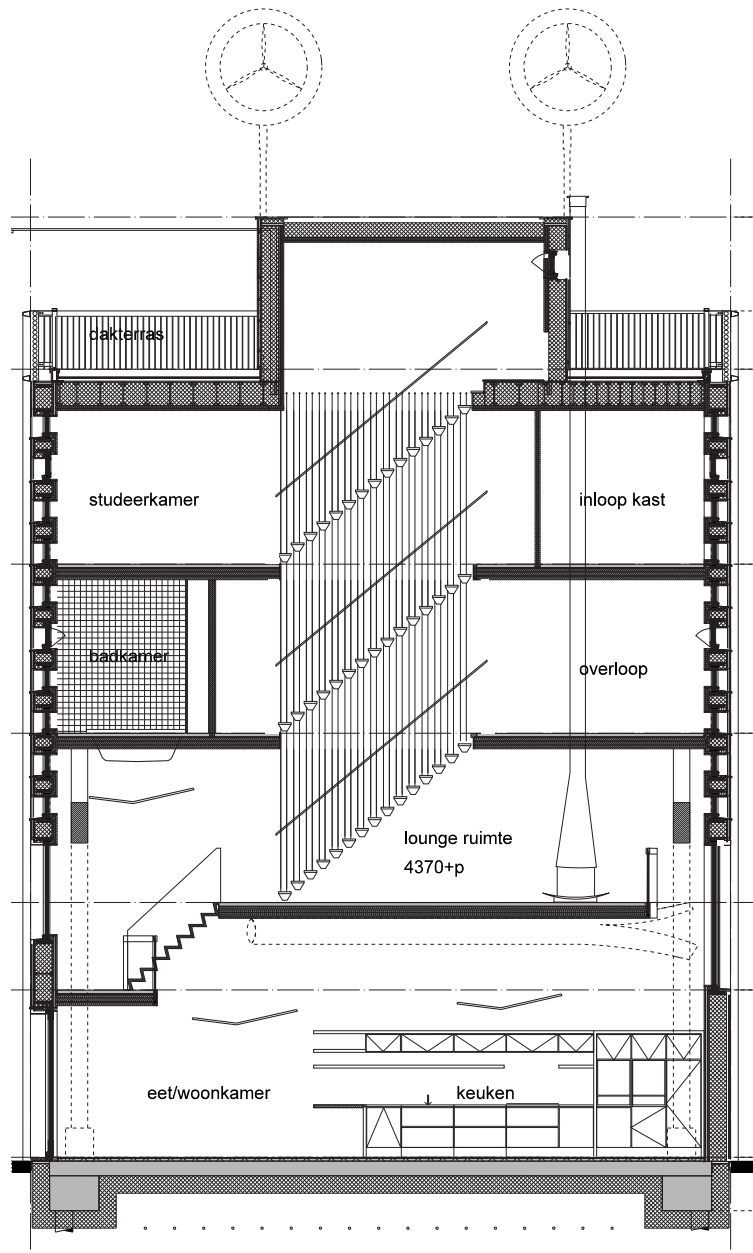 dakterras
studeerkamer
inloop kast
badkamer
overloop
lounge ruimte
4370+p
eet/woonkamer
keuken